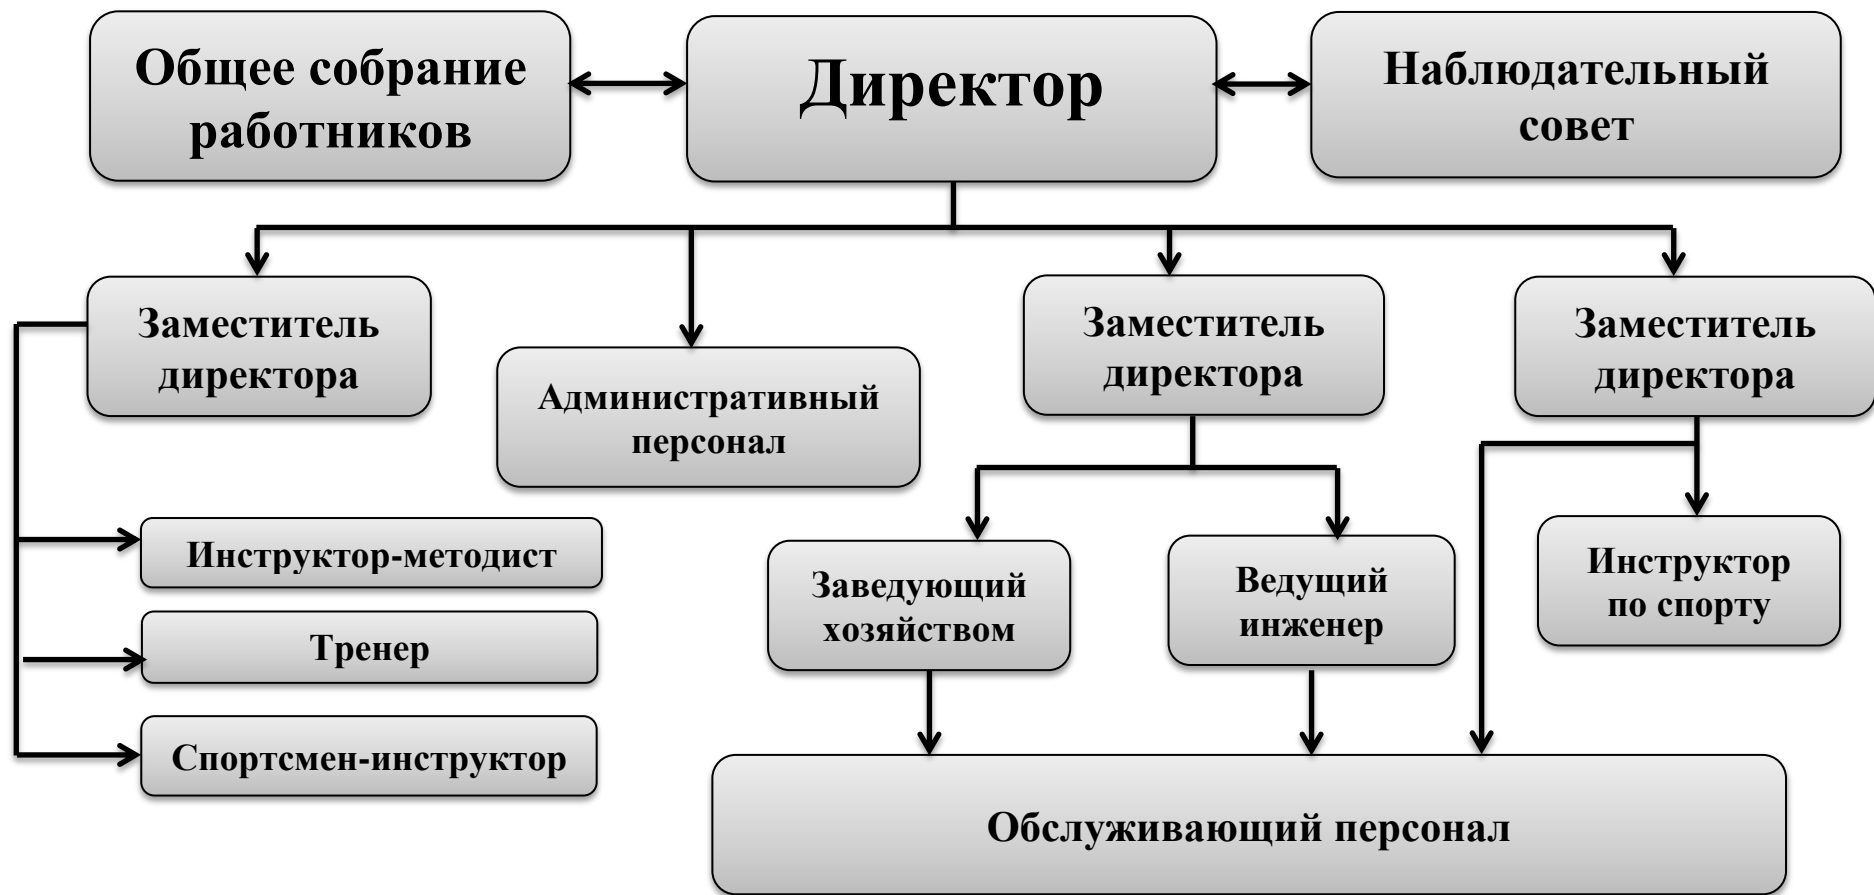 Общее собрание
работников
Директор
Наблюдательный
совет
Заместитель
директора
Административный
персонал
Заместитель
директора
Заместитель
директора
Инструктор-методист
Тренер
Спортсмен-инструктор
Заведующий
хозяйством
Ведущий
инженер
Инструктор
по спорту
Обслуживающий персонал